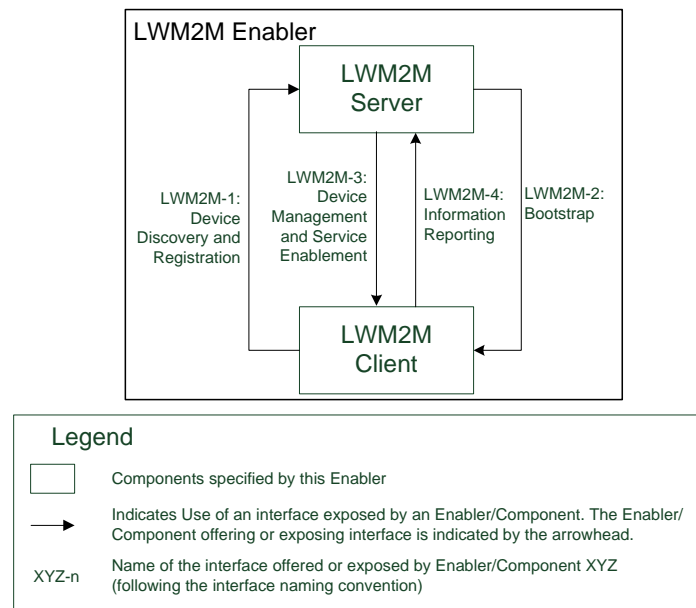 LWM2M Enabler
LWM2M
Server
LWM2M-1:
Device
Discovery and
Registration
LWM2M-3:
Device
Management
and Service
Enablement
LWM2M-4:
Information
Reporting
LWM2M-2:
Bootstrap
LWM2M
Client
Legend
Components specified by this Enabler
Indicates Use of an interface exposed by an Enabler/Component. The Enabler/
Component offering or exposing interface is indicated by the arrowhead.
XYZ-n
Name of the interface offered or exposed by Enabler/Component XYZ
(following the interface naming convention)